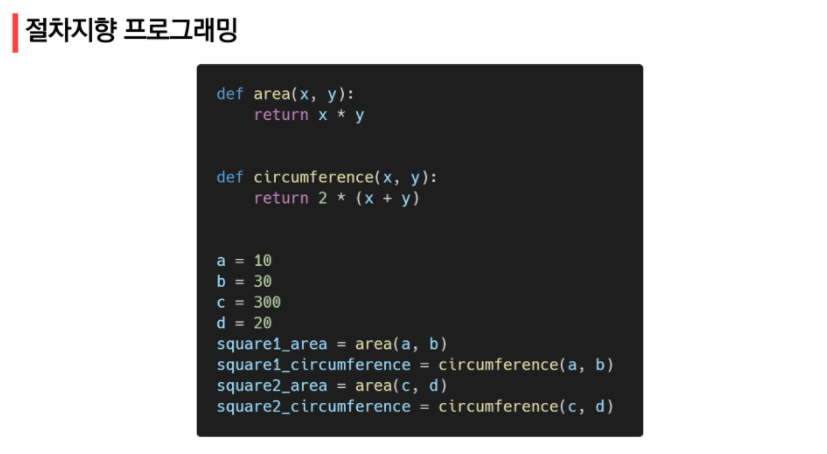 절차지향 프로그래밍
def area(x, y):
    return x * y
def circumference(x, y):
    return 2 * (x + y)
a = 10
b = 30
c = 300
d = 20
square1_area = area(a, b)
square1_circumference = circumference(a, b)
square2_area = area(c, d)
square2_circumference = circumference(c, d)